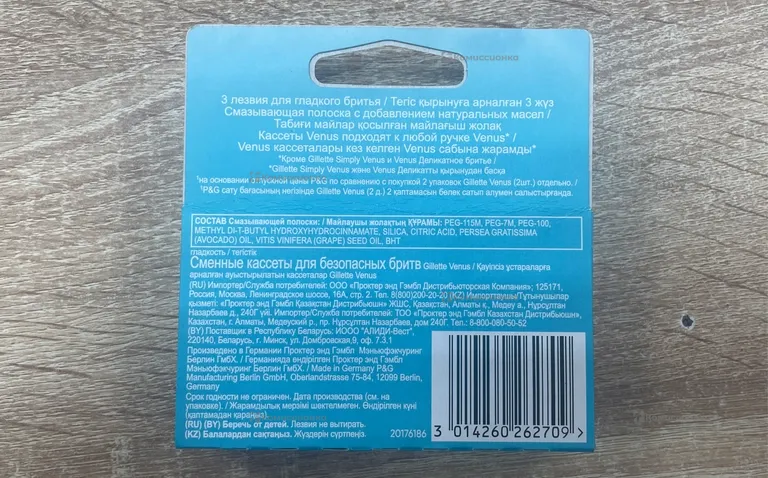 Комиссионка
3 лезвия для гладкого бритья / Тегіс қырынуға арналған 3 жүз
Смазывающая полоска с добавлением натуральных масел /
Табиғи майлар қосылған майлағыш жолақ
Кассеты Venus подходят к любой ручке Venus* /
Venus кассеталары кез келген Venus сабына жарамды*
*Кроме Gillette Simply Venus и Venus Деликатное бритье /
*Gillette Simply Venus және Venus Деликатты қырынудан басқа
*на основании отпускной цены P&G по сравнению с покупкой 2 упаковок Gillette Venus (2шт.) отдельно. /
*P&G сату бағасының негізінде Gillette Venus (2 д.) 2 қаптамасын бөлек сатып алумен салыстырғанда.
СОСТАВ Смазывающей полоски: / Майлаушы жолақтың ҚҰРАМЫ: PEG-115M, PEG-7M, PEG-100,
METHYL DI-T-BUTYL HYDROXYHYDROCINNAMATE, SILICA, CITRIC ACID, PERSEA GRATISSIMA
(AVOCADO) OIL, VITIS VINIFERA (GRAPE) SEED OIL, BHT
гладкость / тегістік
Сменные кассеты для безопасных бритв Gillette Venus / Қауіпсіз ұстараларға
арналған ауыстырылатын кассеталар Gillette Venus
(RU) Импортер/Служба потребителей: ООО «Проктер энд Гэмбл Дистрибьюторская Компания»; 125171,
Россия, Москва, Ленинградское шоссе, 16А, стр. 2. Тел. 8(800)200-20-20 (KZ) Импорттаушы/Тұтынушылар
қызметі: «Проктер энд Гэмбл Казахстан Дистрибьюшн» ЖШС, Қазақстан, Алматы қ., Медеу а., Нұрсұлтан
Назарбаев д., 240Г үйі. Импортер/Служба потребителей: ТОО «Проктер энд Гэмбл Казахстан Дистрибьюшн»,
Казахстан, г. Алматы, Медеуский р., пр. Нурсултан Назарбаев, дом 240Г. Тел.: 8-800-080-50-52
(BY) Поставщик в Республику Беларусь: ИООО "АЛИДИ-Вест".
220140, Беларусь, г. Минск, ул. Домбровская, 9, оф. 7.3.1
Произведено в Германии Проктер энд Гэмбл Мэньюфэкчуринг
Берлин ГмбХ. / Германияда өндірілген Проктер энд Гэмбл
Мэньюфэкчуринг Берлин ГмбХ. / Made in Germany P&G
Manufacturing Berlin GmbH, Oberlandstrasse 75-84, 12099 Berlin,
Germany
Срок годности не ограничен. Дата производства (см. на
упаковке). / Жарамдылық мерзімі шектелмеген. Өндірілген күні
(қаптамадан қараңыз).
(RU) (BY) Беречь от детей. Лезвия не вытирать.
(KZ) Балалардан сақтаңыз. Жүздерін сүртпеңіз.
20176186
3 014260 262709 >